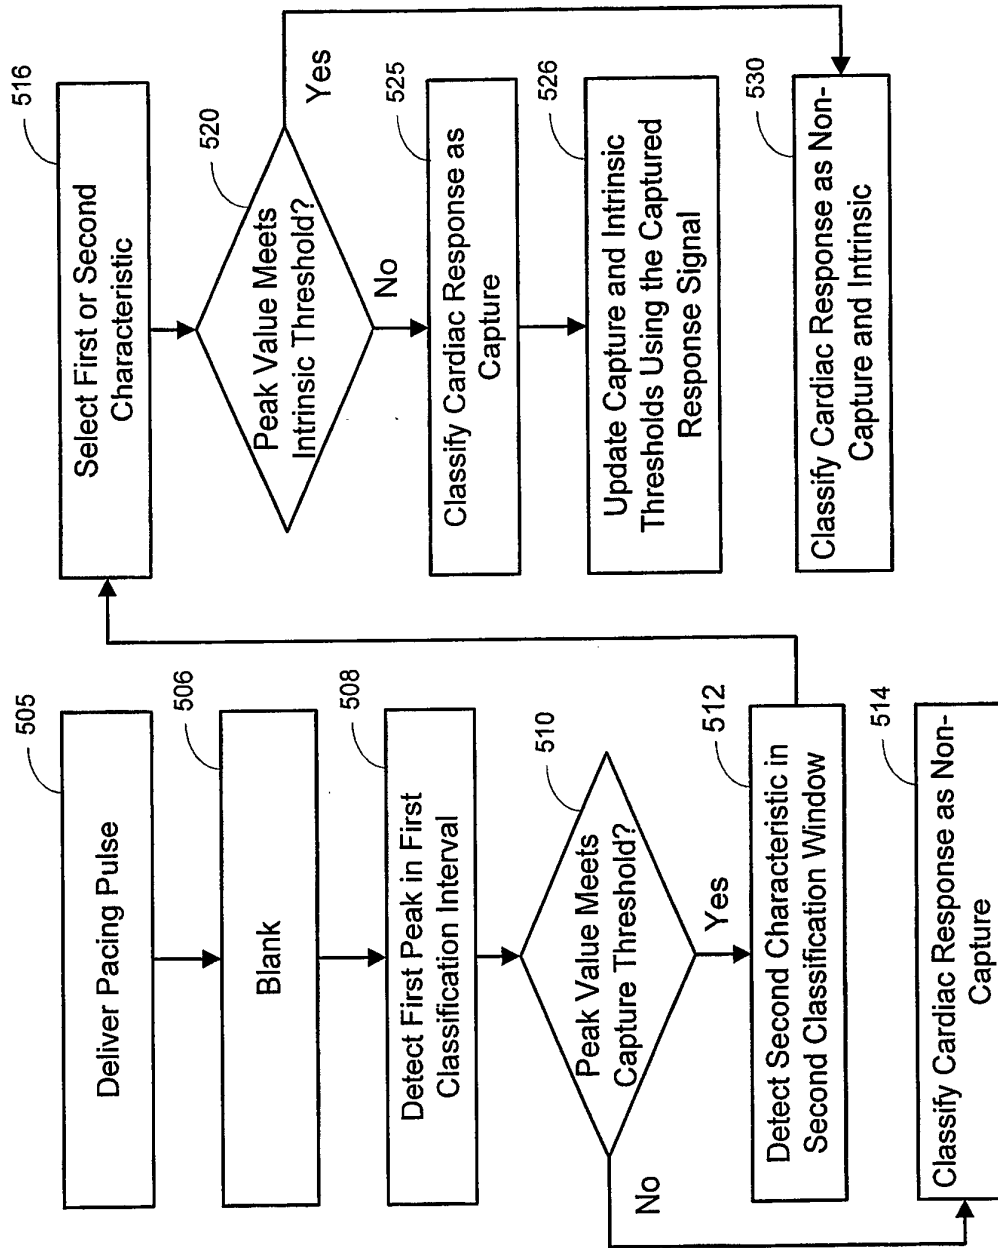 505
Deliver Pacing Pulse
506
Blank
508
Detect First Peak in First
Classification Interval
510
Peak Value Meets
Capture Threshold?
No
Yes
512
Detect Second Characteristic in
Second Classification Window
514
Classify Cardiac Response as Non-
Capture
516
Select First or Second
Characteristic
520
Peak Value Meets
Intrinsic Threshold?
Yes
No
525
Classify Cardiac Response as
Capture
526
Update Capture and Intrinsic
Thresholds Using the Captured
Response Signal
530
Classify Cardiac Response as Non-
Capture and Intrinsic